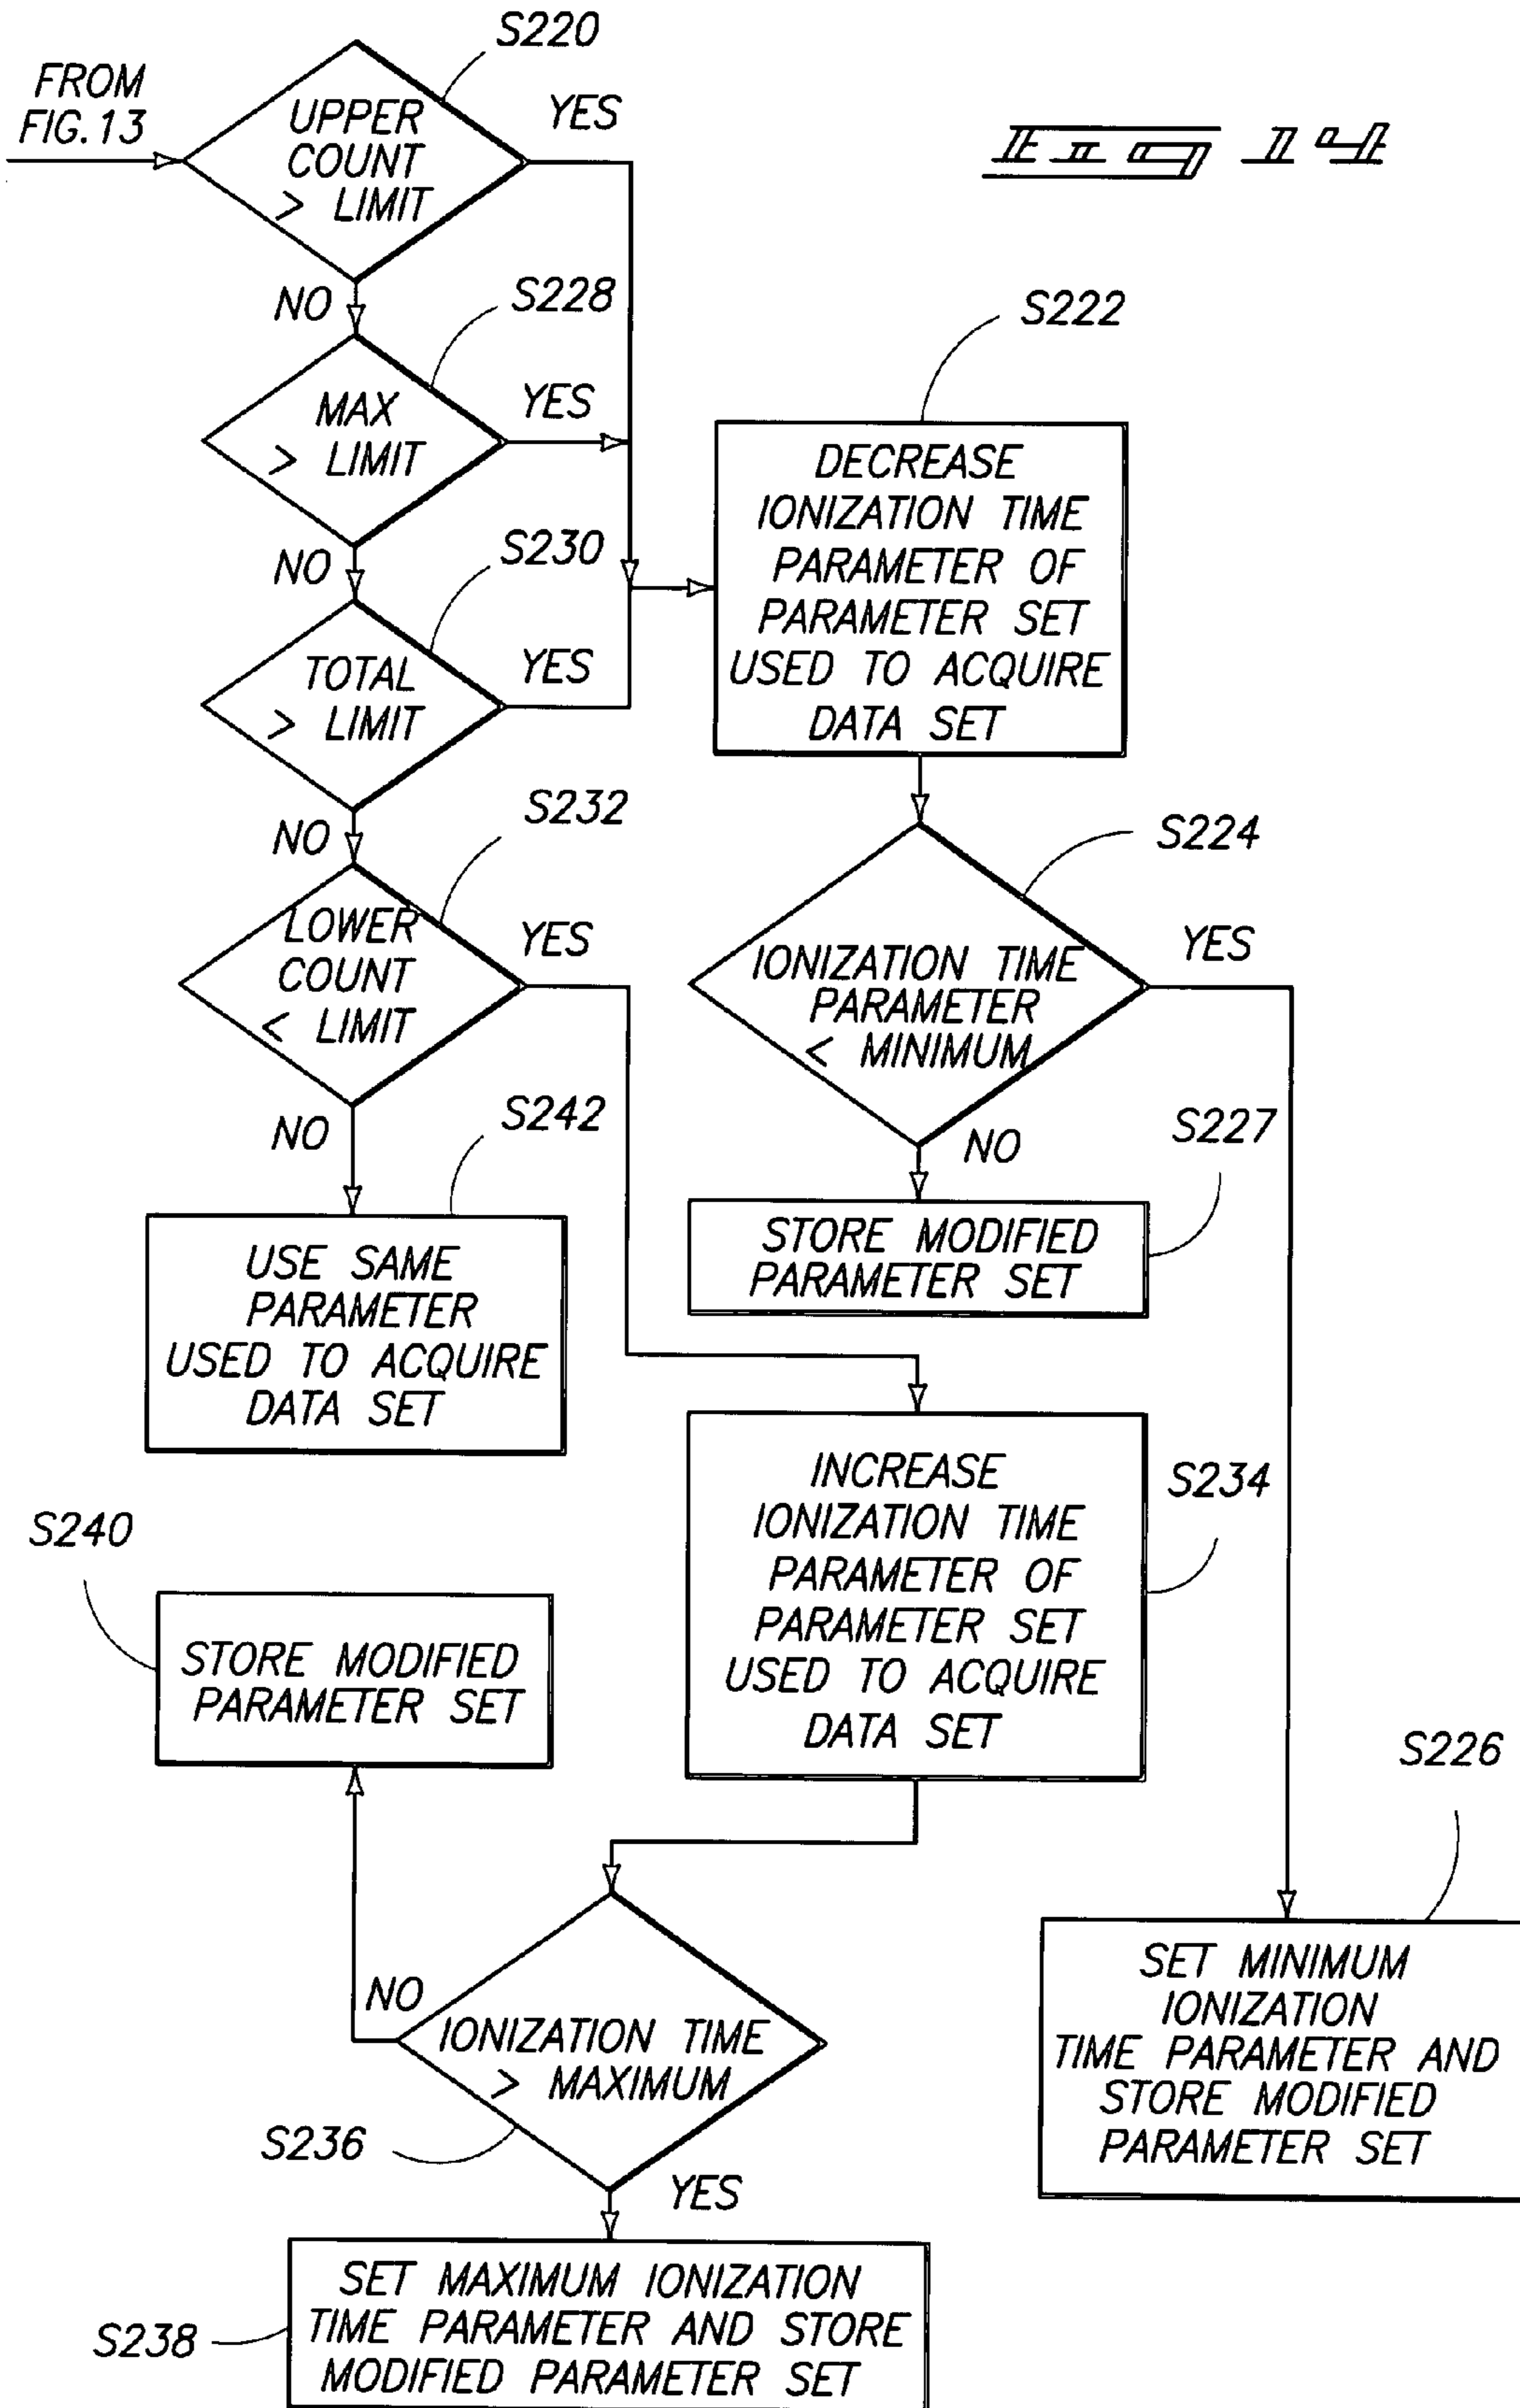 S220
FROM
FIG.13
UPPER
COUNT
> LIMIT
YES
Fig 14
NO
S228
MAX
> LIMIT
YES
S222
DECREASE
IONIZATION TIME
PARAMETER OF
PARAMETER SET
USED TO ACQUIRE
DATA SET
NO
S230
TOTAL
> LIMIT
YES
NO
S232
LOWER
COUNT
< LIMIT
YES
S224
IONIZATION TIME
PARAMETER
< MINIMUM
YES
NO
S242
USE SAME
PARAMETER
USED TO ACQUIRE
DATA SET
NO
S227
STORE MODIFIED
PARAMETER SET
INCREASE
IONIZATION TIME
PARAMETER OF
PARAMETER SET
USED TO ACQUIRE
DATA SET
S234
S240
STORE MODIFIED
PARAMETER SET
S226
SET MINIMUM
IONIZATION
TIME PARAMETER AND
STORE MODIFIED
PARAMETER SET
NO
IONIZATION TIME
> MAXIMUM
S236
YES
SET MAXIMUM IONIZATION
TIME PARAMETER AND STORE
MODIFIED PARAMETER SET
S238